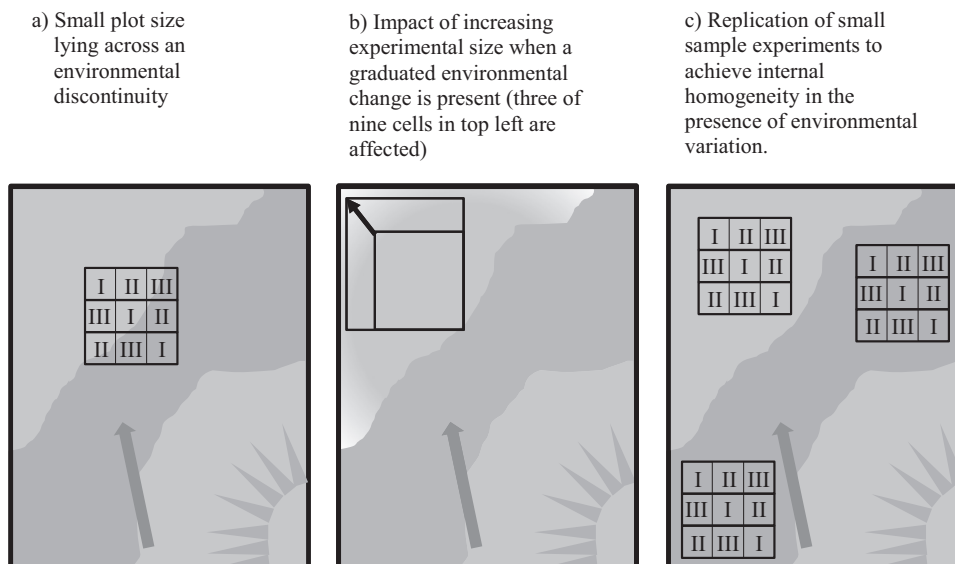 a) Small plot size
lying across an
environmental
discontinuity
b) Impact of increasing
experimental size when a
graduated environmental
change is present (three of
nine cells in top left are
affected)
c) Replication of small
sample experiments to
achieve internal
homogeneity in the
presence of environmental
variation.
I II III
III I II
II III I
I II III
III I II
II III I
I II III
III I II
II III I
I II III
III I II
II III I